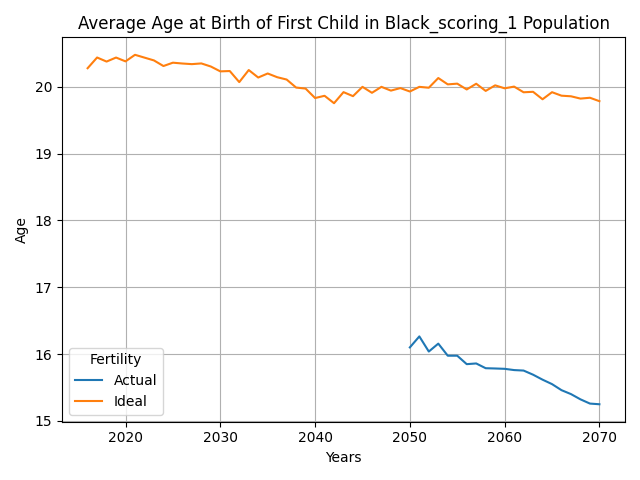 Average Age at Birth of First Child in Black_scoring_1 Population
Age
20
19
18
17
16
15
Fertility
Actual
Ideal
2020 2030 2040 2050 2060 2070
Years